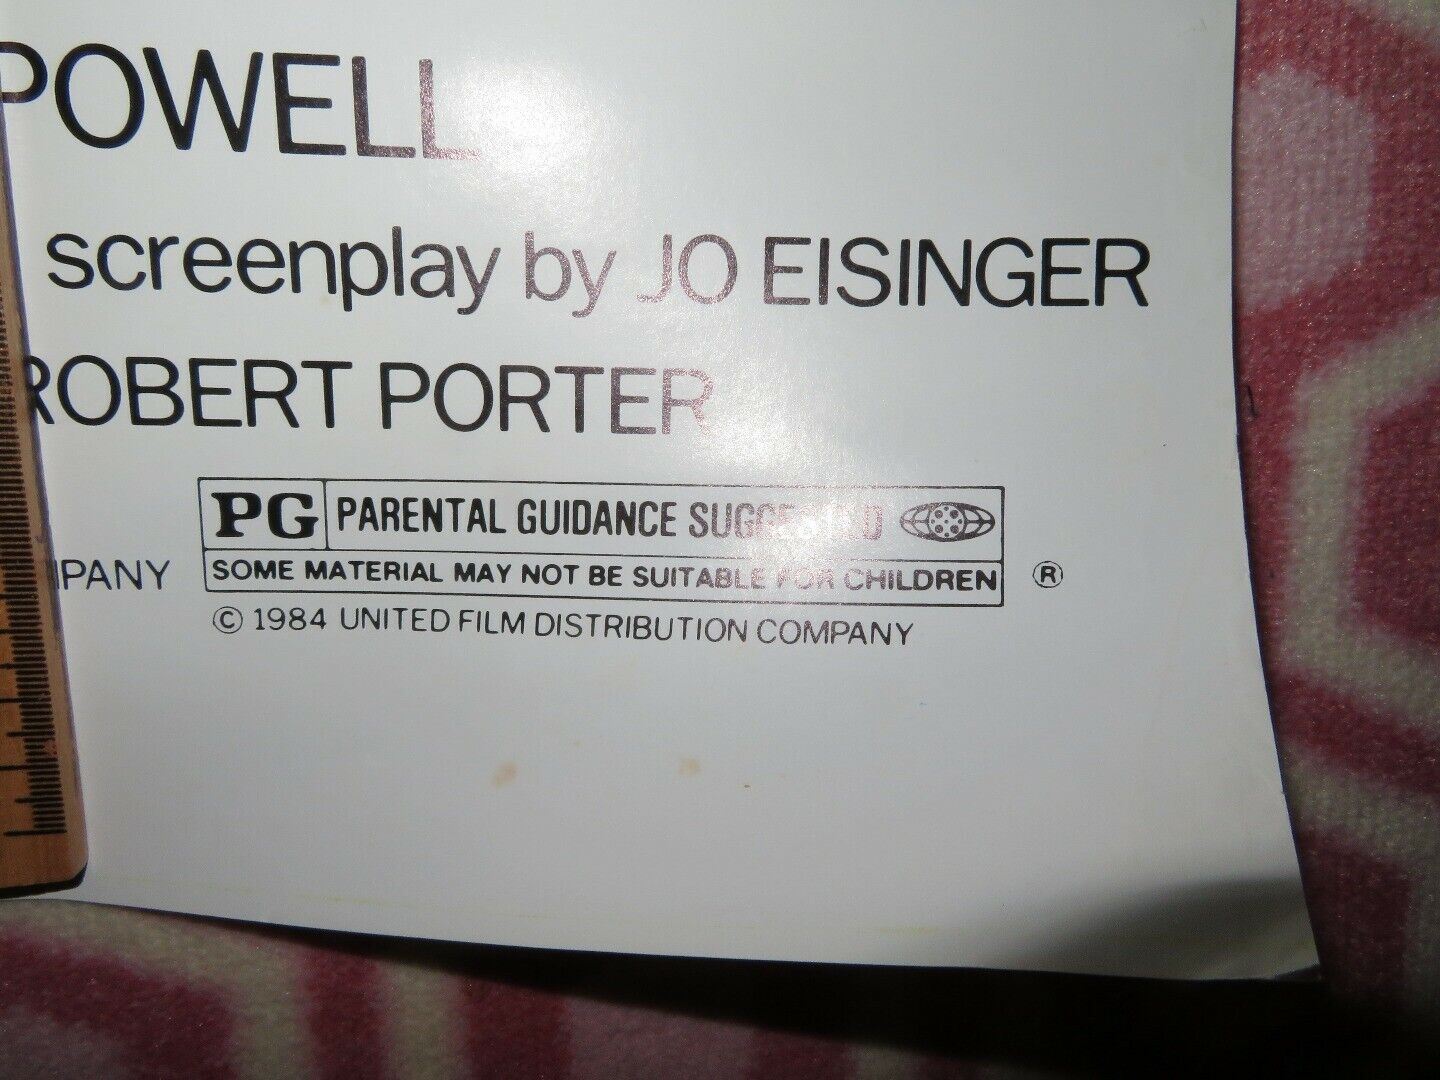 POWELL
screenplay by JO EISINGER
ROBERT PORTER
PG PARENTAL GUIDANCE SUGGESTED
MPANY SOME MATERIAL MAY NOT BE SUITABLE FOR CHILDREN ®
© 1984 UNITED FILM DISTRIBUTION COMPANY